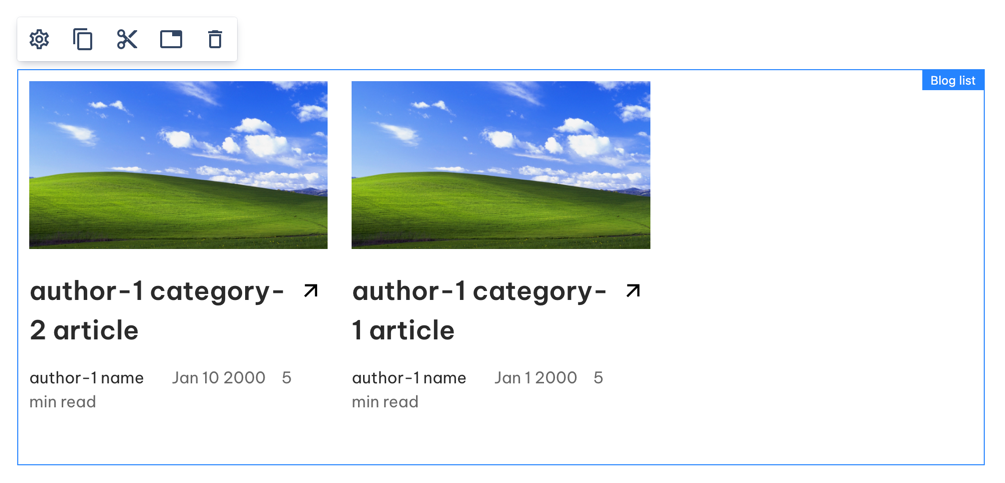 Blog list
author-1 category-
2 article
author-1 name Jan 10 2000 5
min read
author-1 category-
1 article
author-1 name Jan 1 2000 5
min read